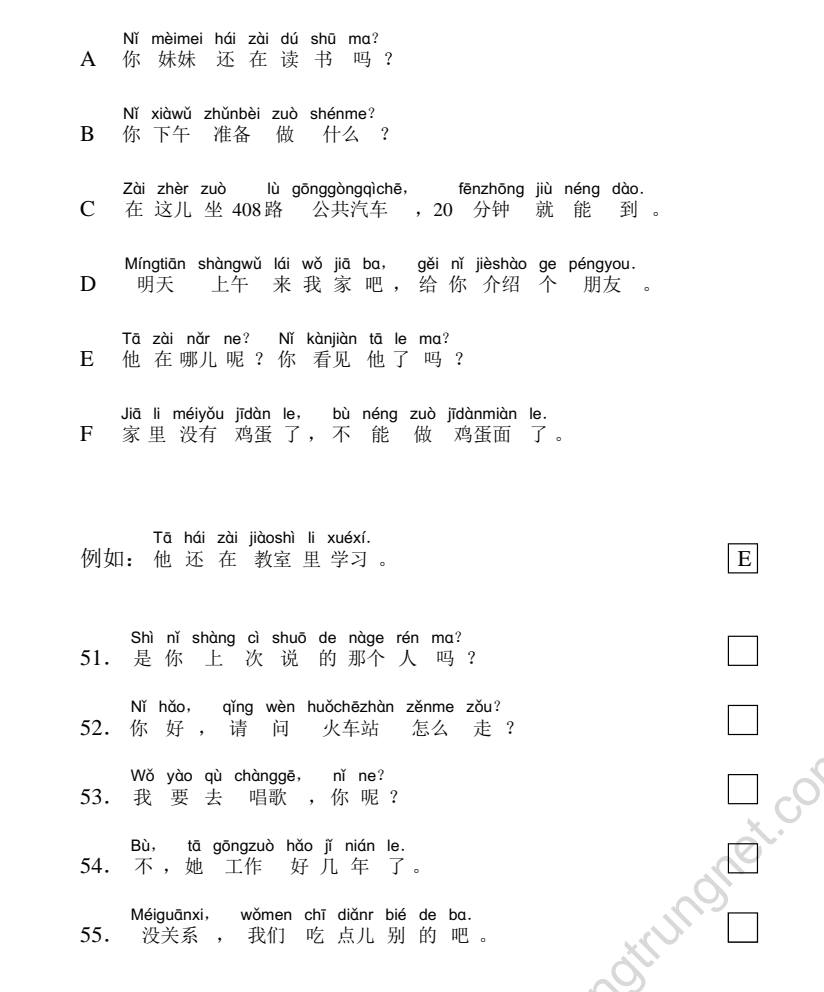 Nǐ mèimei hái zài dú shū ma?
A 你 妹妹 还 在 读 书 吗 ?
Nǐ xiàwǔ zhǔnbèi zuò shénme?
B 你 下午 准备 做 什么 ?
Zài zhèr zuò lù gōnggòngqìchē, fēnzhōng jiù néng dào.
C 在 这儿 坐 408路 公共汽车 , 20 分钟 就 能 到 。
Míngtiān shàngwǔ lái wǒ jiā ba, gěi nǐ jièshào ge péngyou.
D 明天 上午 来 我 家 吧 , 给 你 介绍 个 朋友 。
Tā zài nǎr ne? Nǐ kànjiàn tā le ma?
E 他 在 哪儿 呢 ? 你 看见 他 了 吗 ?
Jiā li méiyǒu jīdàn le, bù néng zuò jīdànmiàn le.
F 家 里 没有 鸡蛋 了 , 不 能 做 鸡蛋面 了 。
Tā hái zài jiàoshì li xuéxí.
例如: 他 还 在 教室 里 学习 。 E
Shì nǐ shàng cì shuō de nàge rén ma?
51. 是 你 上 次 说 的 那个 人 吗 ?
Nǐ hǎo, qǐng wèn huǒchēzhàn zěnme zǒu?
52. 你 好 , 请 问 火车站 怎么 走 ?
Wǒ yào qù chànggē, nǐ ne?
53. 我 要 去 唱歌 , 你 呢 ?
Bù, tā gōngzuò hǎo jǐ nián le.
54. 不 , 她 工作 好 几 年 了 。
Méiguānxi, wǒmen chī diǎnr bié de ba.
55. 没关系 , 我们 吃 点儿 别 的 吧 。